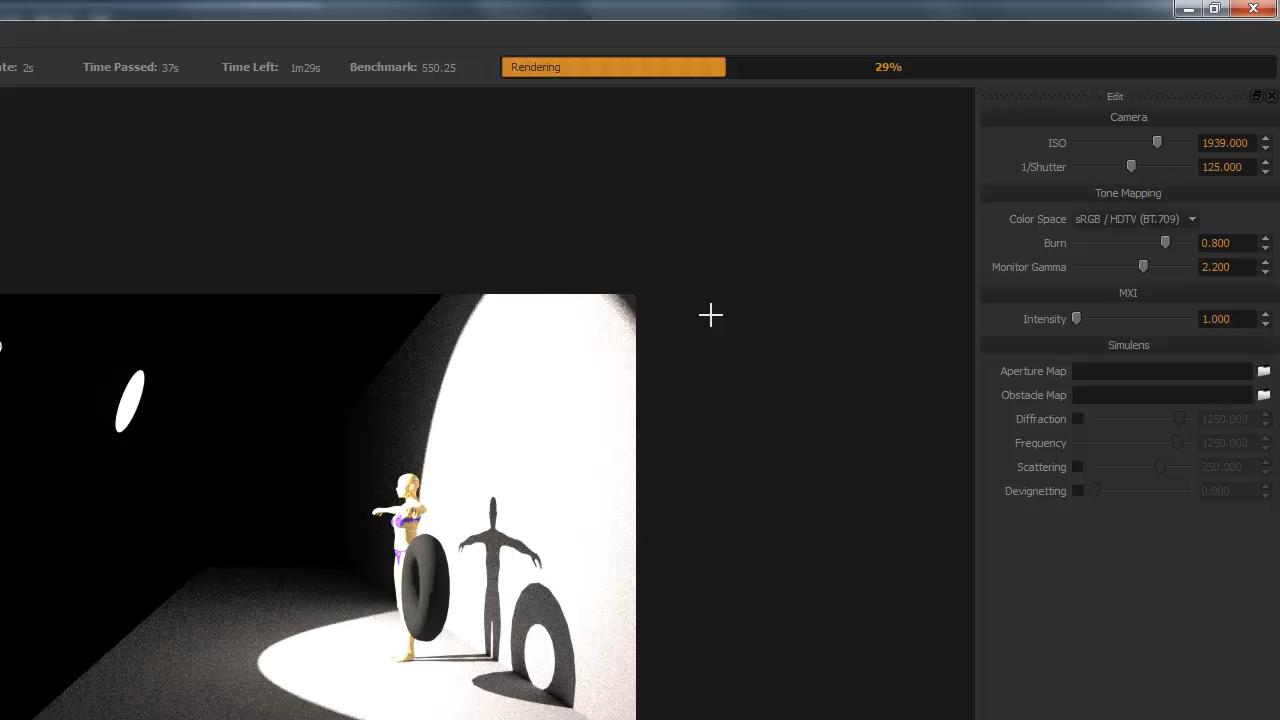 te: 2s Time Passed: 37s Time Left: 1m29s Benchmark: 550.25 Rendering 29%
Edit
Camera
ISO 1939.000
1/Shutter 125.000
Tone Mapping
Color Space sRGB / HDTV (BT.709)
Burn 0.800
Monitor Gamma 2.200
MXI
Intensity 1.000
Simulens
Aperture Map
Obstacle Map
Diffraction 1250.000
Frequency 1250.000
Scattering 250.000
Devignetting 0.000